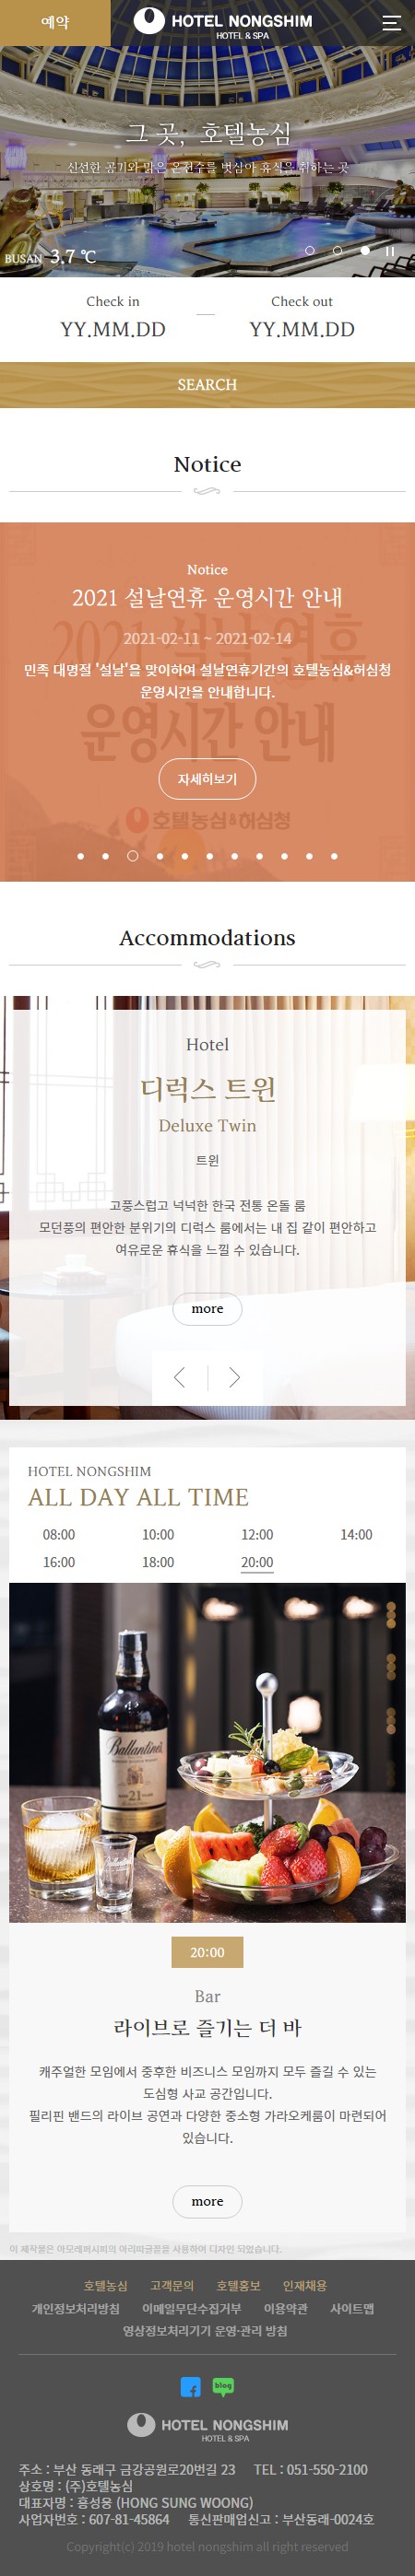 예약
HOTEL NONGSHIM
HOTEL & SPA
그 곳, 호텔농심
신선한 공기와 맑은 온천수를 벗삼아 휴식을 취하는 곳
BUSAN 3.7 ℃
Check in
Check out
YY.MM.DD
YY.MM.DD
SEARCH
Notice
Notice
2021 설날연휴 운영시간 안내
2021-02-11 ~ 2021-02-14
민족 대명절 '설날'을 맞이하여 설날연휴기간의 호텔농심&허심청
운영시간을 안내합니다.
2021 설날 연휴
운영시간 안내
자세히보기
호텔농심&허심청
Accommodations
Hotel
디럭스 트윈
Deluxe Twin
트윈
고풍스럽고 넉넉한 한국 전통 온돌 룸
모던풍의 편안한 분위기의 디럭스 룸에서는 내 집 같이 편안하고
여유로운 휴식을 느낄 수 있습니다.
more
HOTEL NONGSHIM
ALL DAY ALL TIME
08:00 10:00 12:00 14:00
16:00 18:00 20:00
Ballantine's
21
Ballantine's
20:00
Bar
라이브로 즐기는 더 바
캐주얼한 모임에서 중후한 비즈니스 모임까지 모두 즐길 수 있는
도심형 사교 공간입니다.
필리핀 밴드의 라이브 공연과 다양한 중소형 가라오케룸이 마련되어
있습니다.
more
이 제작물은 아모레퍼시픽의 아리따글꼴을 사용하여 디자인 되었습니다.
호텔농심 고객문의 호텔홍보 인재채용
개인정보처리방침 이메일무단수집거부 이용약관 사이트맵
영상정보처리기기 운영·관리 방침
blog
HOTEL NONGSHIM
HOTEL & SPA
주소 : 부산 동래구 금강공원로20번길 23 TEL : 051-550-2100
상호명 : (주)호텔농심
대표자명 : 홍성웅 (HONG SUNG WOONG)
사업자번호 : 607-81-45864 통신판매업신고 : 부산동래-0024호
Copyright(c) 2019 hotel nongshim all right reserved